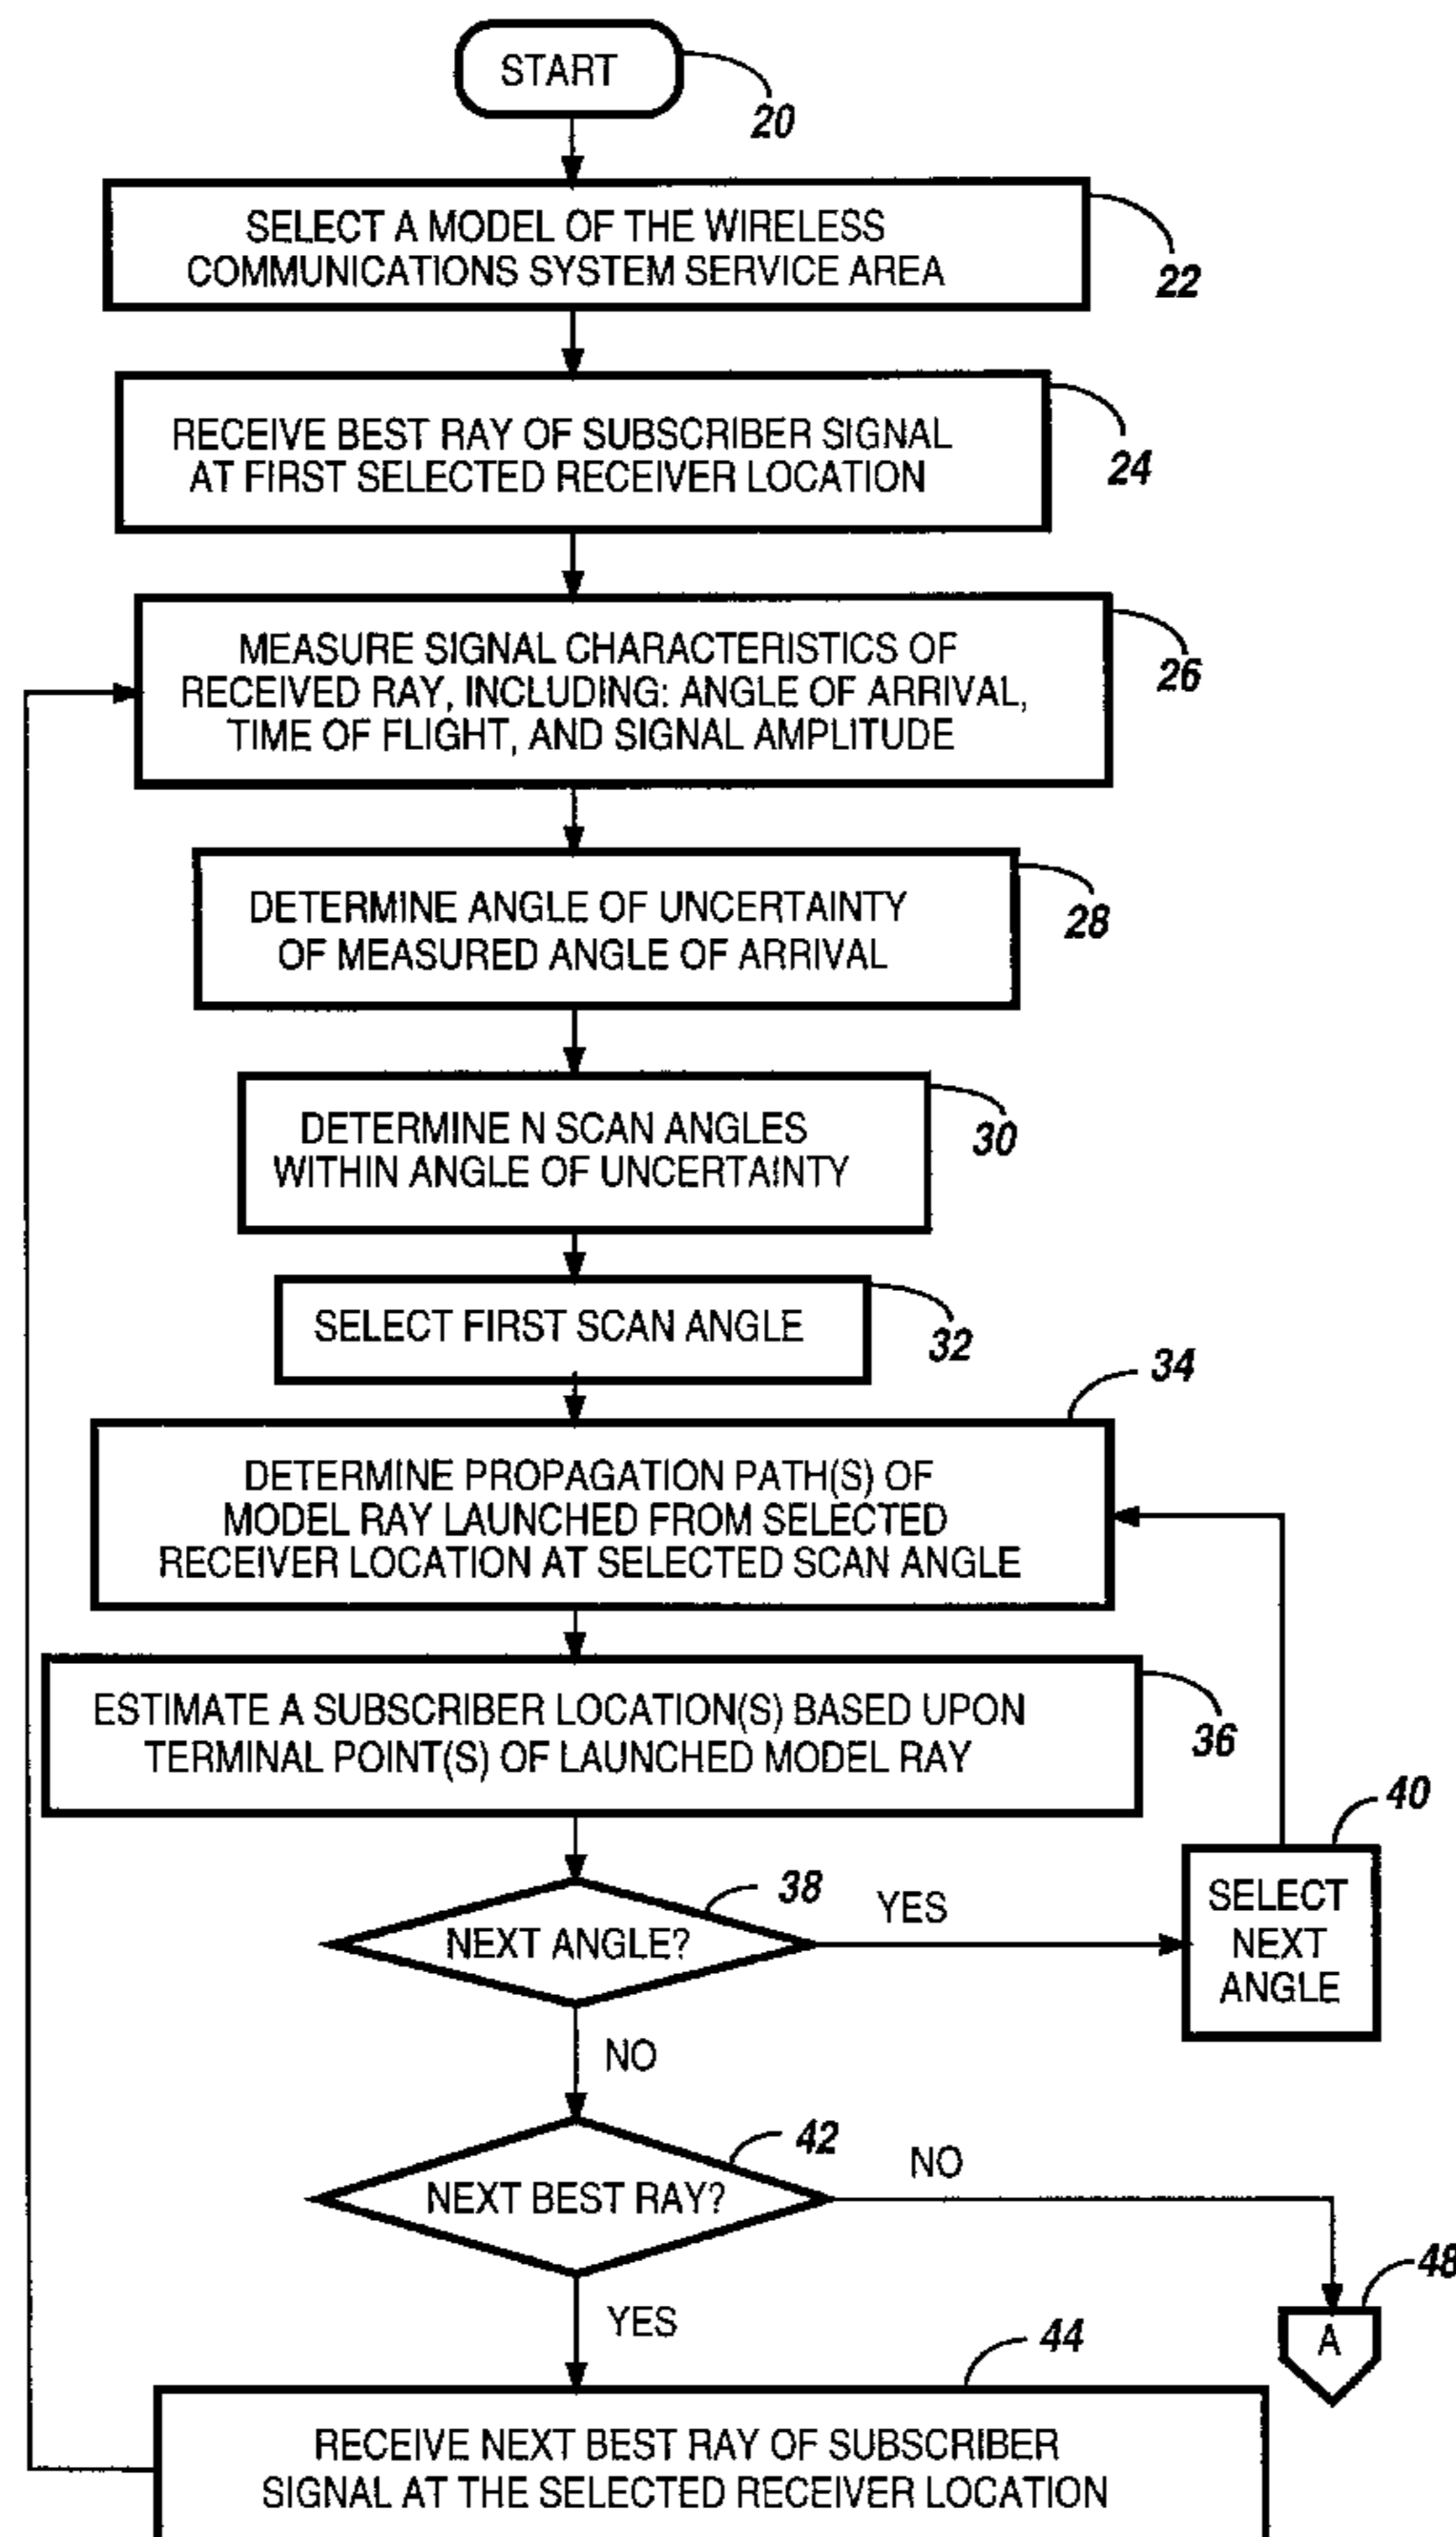 START
20
SELECT A MODEL OF THE WIRELESS
COMMUNICATIONS SYSTEM SERVICE AREA
22
RECEIVE BEST RAY OF SUBSCRIBER SIGNAL
AT FIRST SELECTED RECEIVER LOCATION
24
MEASURE SIGNAL CHARACTERISTICS OF
RECEIVED RAY, INCLUDING: ANGLE OF ARRIVAL,
TIME OF FLIGHT, AND SIGNAL AMPLITUDE
26
DETERMINE ANGLE OF UNCERTAINTY
OF MEASURED ANGLE OF ARRIVAL
28
DETERMINE N SCAN ANGLES
WITHIN ANGLE OF UNCERTAINTY
30
SELECT FIRST SCAN ANGLE
32
34
DETERMINE PROPAGATION PATH(S) OF
MODEL RAY LAUNCHED FROM SELECTED
RECEIVER LOCATION AT SELECTED SCAN ANGLE
ESTIMATE A SUBSCRIBER LOCATION(S) BASED UPON
TERMINAL POINT(S) OF LAUNCHED MODEL RAY
36
40
SELECT
NEXT
ANGLE
38
NEXT ANGLE?
YES
NO
42
NEXT BEST RAY?
NO
48
A
YES
44
RECEIVE NEXT BEST RAY OF SUBSCRIBER
SIGNAL AT THE SELECTED RECEIVER LOCATION